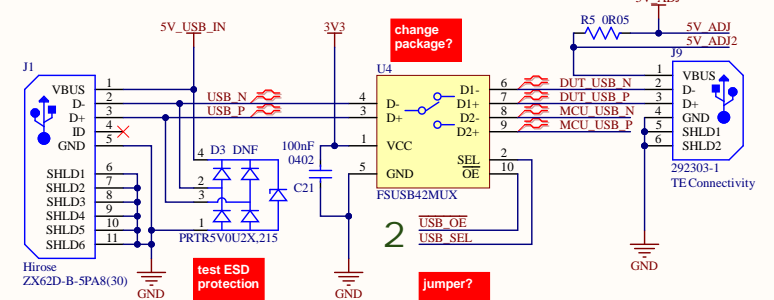 5V_ADJ
5V_USB_IN
3V3
change
package?
R5 0R05
5V_ADJ
5V_ADJ2
J1
U4
J9
VBUS 1
D- 2
D+ 3
ID 4
GND 5
USB_N
USB_P
4 D-
3 D+
1 VCC
5 GND
D1- 6
D1+ 7
D2- 8
D2+ 9
SEL 2
OE 10
FSUSB42MUX
DUT_USB_N
DUT_USB_P
MCU_USB_N
MCU_USB_P
1 VBUS
2 D-
3 D+
4 GND
5 SHLD1
6 SHLD2
292303-1
TE Connectivity
D3 DNF
4
2
3
1
PRTR5V0U2X,215
100nF
0402
C21
SHLD1 6
SHLD2 7
SHLD3 8
SHLD4 9
SHLD5 10
SHLD6 11
2
USB_OE
USB_SEL
Hirose
ZX62D-B-5PA8(30)
GND
test ESD
protection
GND
jumper?
GND